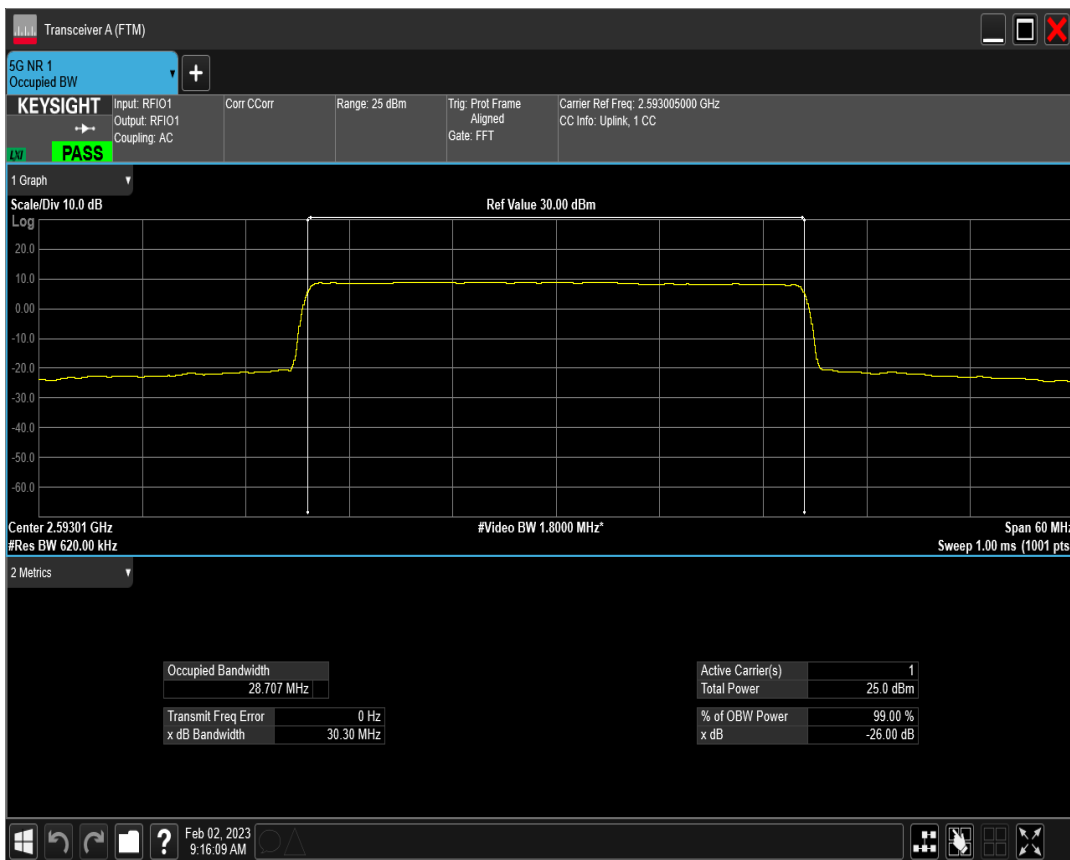 Transceiver A (FTM)
5G NR 1
Occupied BW
+
KEYSIGHT
LXI
PASS
Input: RFIO1
Output: RFIO1
Coupling: AC
Corr CCorr
Range: 25 dBm
Trig: Prot Frame
Aligned
Gate: FFT
Carrier Ref Freq: 2.593005000 GHz
CC Info: Uplink, 1 CC
1 Graph
Scale/Div 10.0 dB
Ref Value 30.00 dBm
Log
20.0
10.0
0.00
-10.0
-20.0
-30.0
-40.0
-50.0
-60.0
Center 2.59301 GHz
#Video BW 1.8000 MHz*
Span 60 MHz
#Res BW 620.00 kHz
Sweep 1.00 ms (1001 pts
2 Metrics
Occupied Bandwidth
28.707 MHz
Transmit Freq Error 0 Hz
x dB Bandwidth 30.30 MHz
Active Carrier(s) 1
Total Power 25.0 dBm
% of OBW Power 99.00 %
x dB -26.00 dB
?
Feb 02, 2023
9:16:09 AM